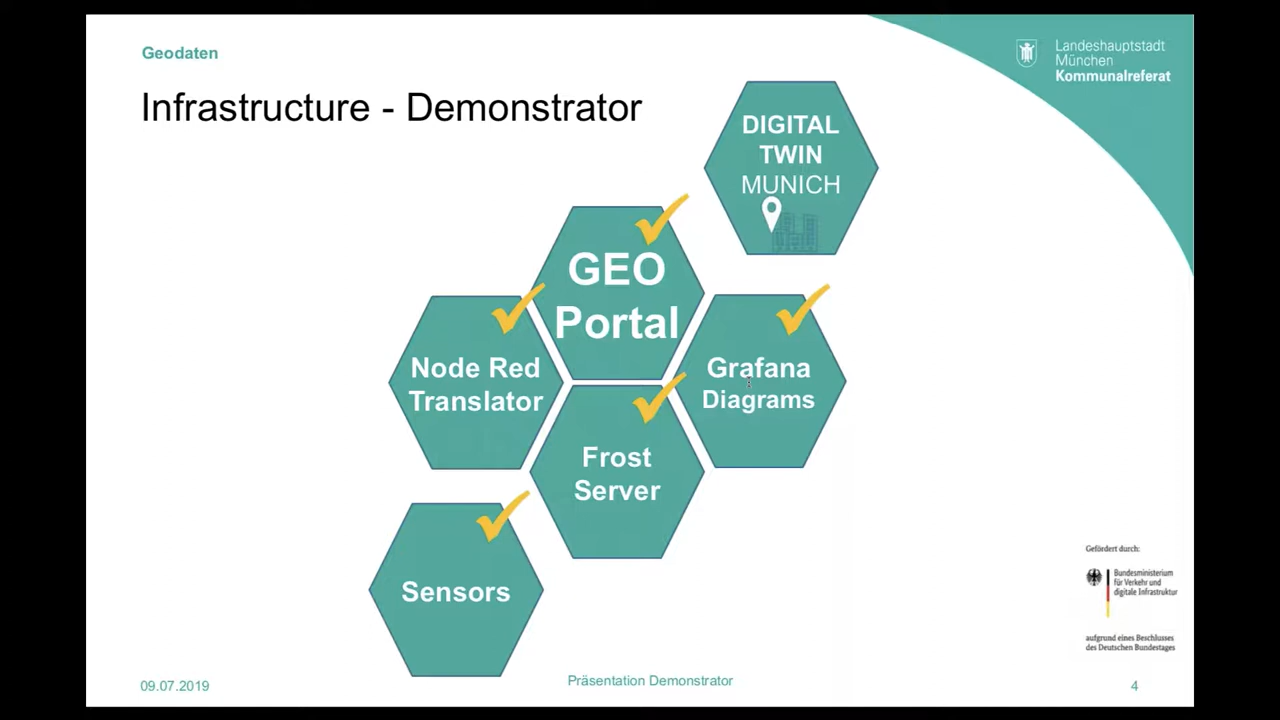 Geodaten
Landeshauptstadt
München
Kommunalreferat
Infrastructure - Demonstrator
DIGITAL
TWIN
MUNICH
GEO
Portal
Node Red
Translator
Grafana
Diagrams
Frost
Server
Sensors
Gefördert durch:
Bundesministerium
für Verkehr und
digitale Infrastruktur
aufgrund eines Beschlusses
des Deutschen Bundestages
09.07.2019
Präsentation Demonstrator
4